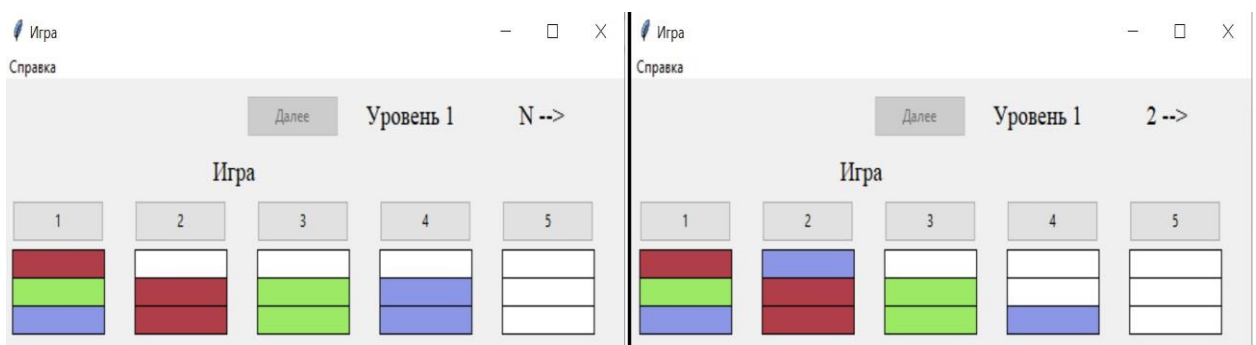 Игра
Справка
Далее Уровень 1 N -->
Игра
1 2 3 4 5
Игра
Справка
Далее Уровень 1 2 -->
Игра
1 2 3 4 5